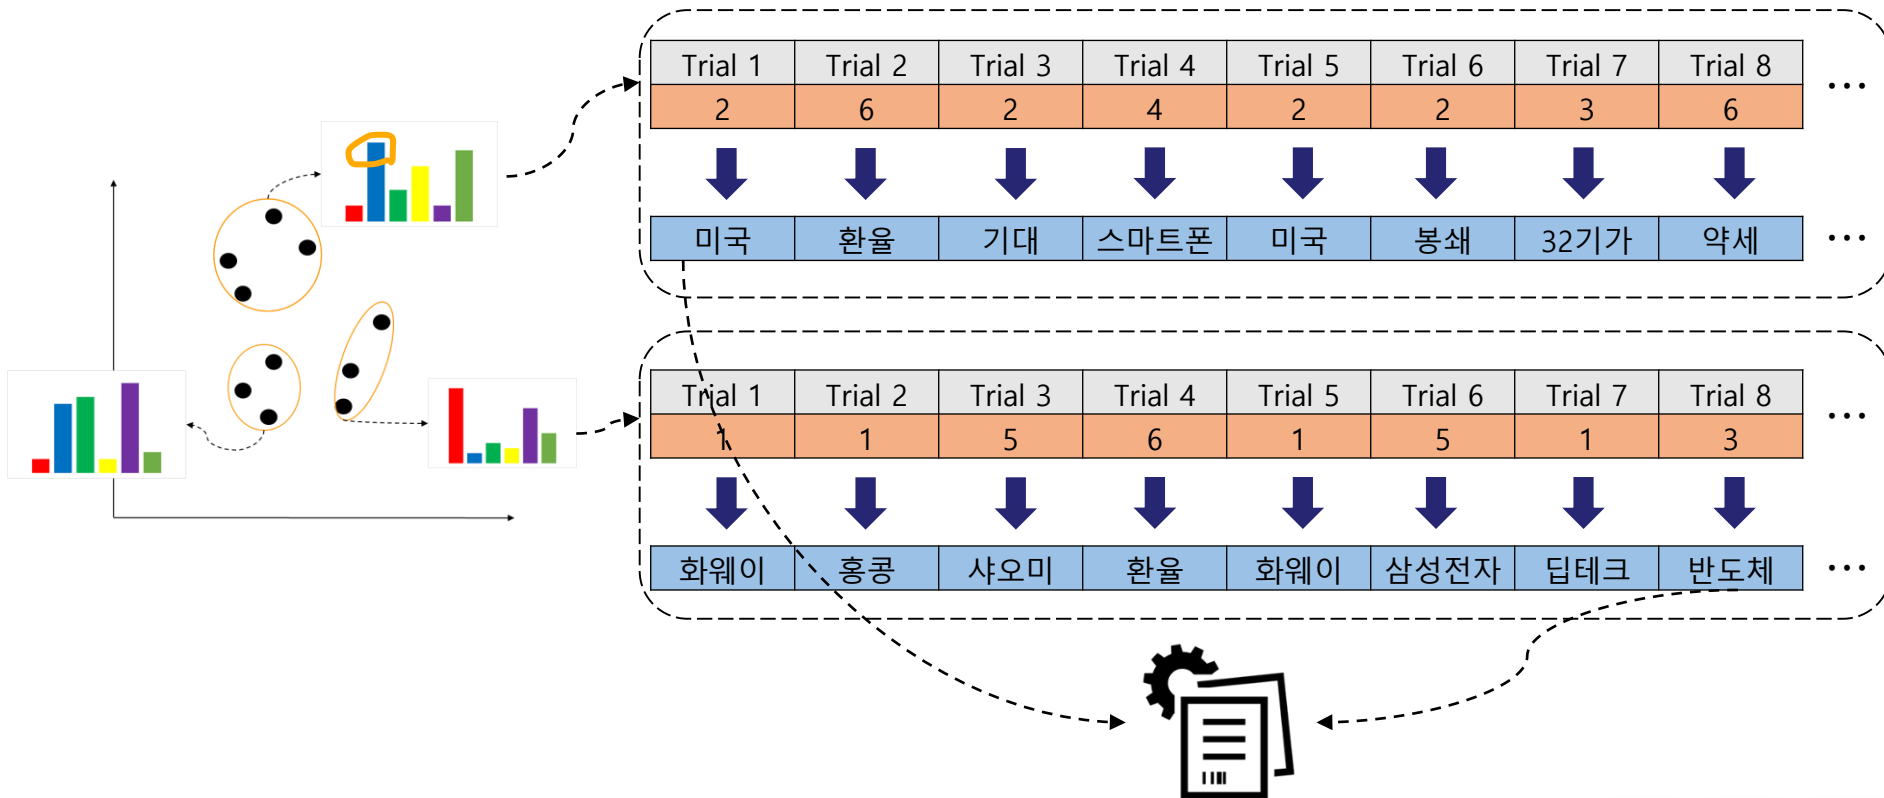 Trial 1 Trial 2 Trial 3 Trial 4 Trial 5 Trial 6 Trial 7 Trial 8 ...
2 6 2 4 2 2 3 6
미국 환율 기대 스마트폰 미국 봉쇄 32기가 약세 ...
Trial 1 Trial 2 Trial 3 Trial 4 Trial 5 Trial 6 Trial 7 Trial 8 ...
1 1 5 6 1 5 1 3
화웨이 홍콩 샤오미 환율 화웨이 삼성전자 딥테크 반도체 ...